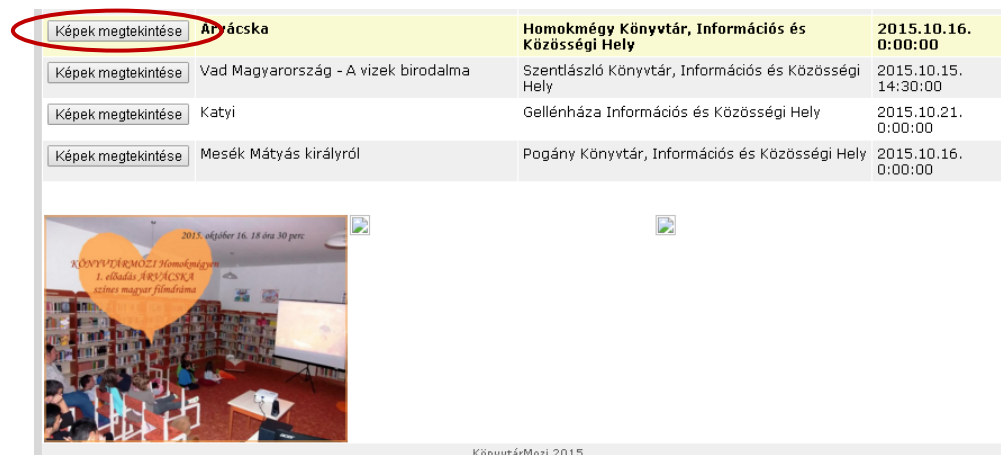 Képek megtekintése Árvácska Homokmégy Könyvtár, Információs és 2015.10.16.
Közösségi Hely 0:00:00
Képek megtekintése Vad Magyarország - A vizek birodalma Szentlászló Könyvtár, Információs és Közösségi 2015.10.15.
Hely 14:30:00
Képek megtekintése Katyi Gellénháza Információs és Közösségi Hely 2015.10.21.
0:00:00
Képek megtekintése Mesék Mátyás királyról Pogány Könyvtár, Információs és Közösségi Hely 2015.10.16.
0:00:00
2015. október 16. 18 óra 30 perc
KÖNYVTÁRMOZI Homokmégyen
1. előadás ÁRVÁCSKA
színes magyar filmdráma
KönyvtárMozi 2015